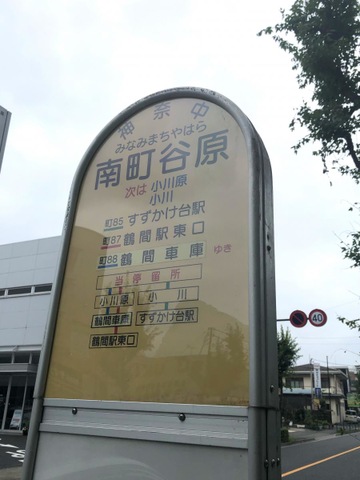 神奈中
みなみまちやはら
南町谷原
次は 小川原
小川
町85 すずかけ台駅
町87 鶴間駅東口
町88 鶴間車庫 ゆき
当停留所
小川原 小川
鶴間車庫 すずかけ台駅
鶴間駅東口
40